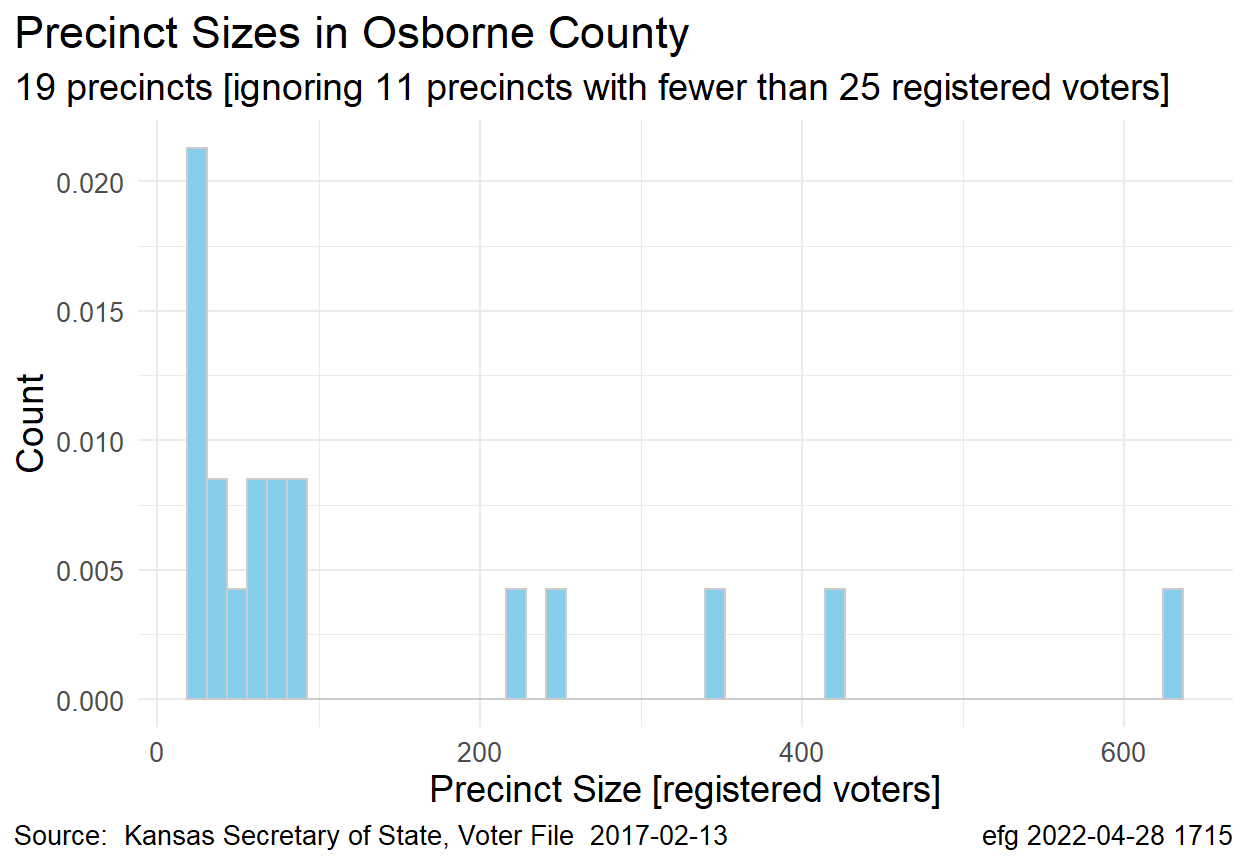 Precinct Sizes in Osborne County
19 precincts [ignoring 11 precincts with fewer than 25 registered voters]
0.020
0.015
0.010
0.005
0.000
Count
0 200 400 600
Precinct Size [registered voters]
Source:  Kansas Secretary of State, Voter File  2017-02-13
efg 2022-04-28 1715